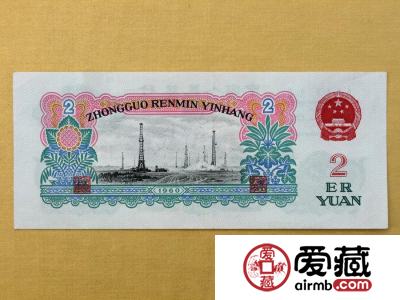 ZHONGGUO RENMIN YINHANG
2
2
2
ER
YUAN
1960
爱藏
airmb.com